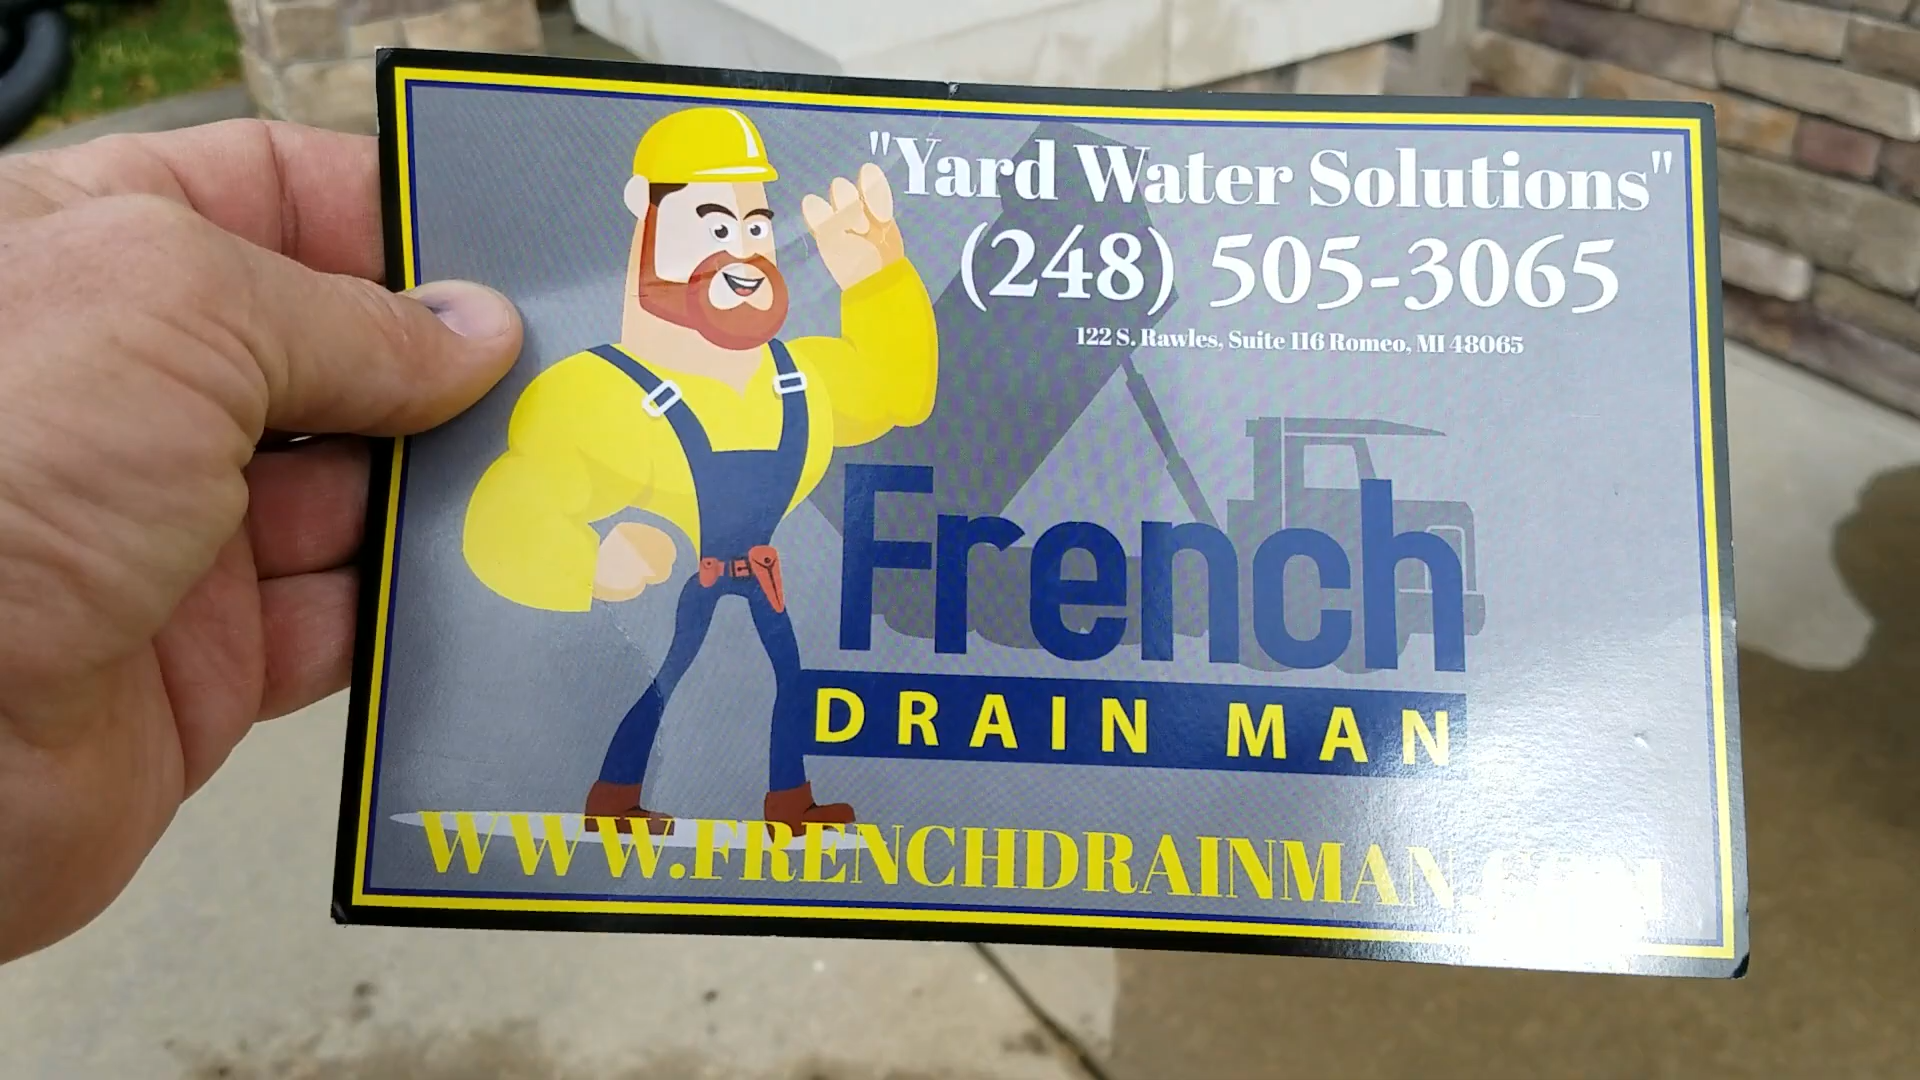 "Yard Water Solutions"
(248) 505-3065
122 S. Rawles, Suite 116 Romeo, MI 48065
French
DRAIN MAN
WWW.FRENCHDRAINMAN